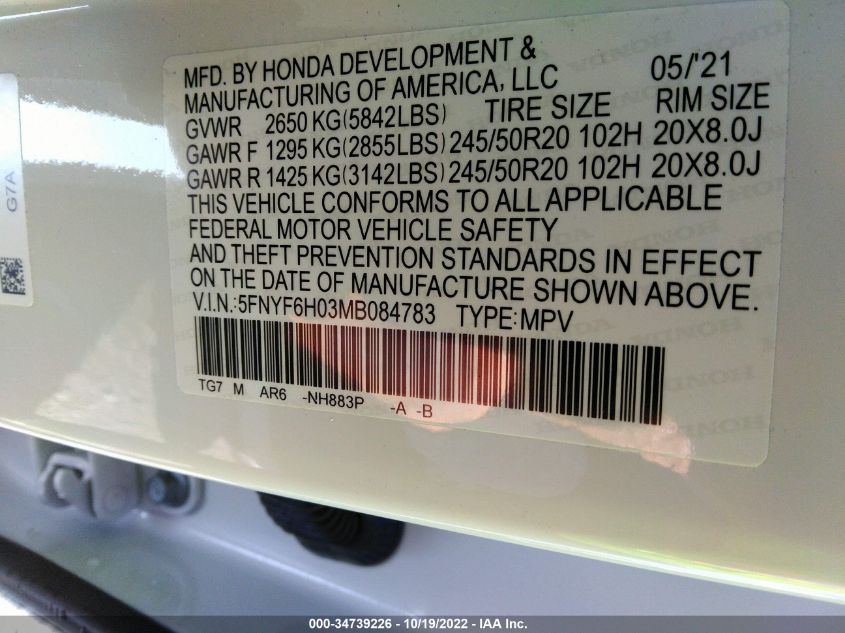 MFD. BY HONDA DEVELOPMENT & 05/'21
MANUFACTURING OF AMERICA, LLC
GVWR 2650 KG(5842LBS) TIRE SIZE RIM SIZE
GAWR F 1295 KG(2855LBS) 245/50R20 102H 20X8.0J
GAWR R 1425 KG(3142LBS) 245/50R20 102H 20X8.0J
THIS VEHICLE CONFORMS TO ALL APPLICABLE
FEDERAL MOTOR VEHICLE SAFETY
AND THEFT PREVENTION STANDARDS IN EFFECT
ON THE DATE OF MANUFACTURE SHOWN ABOVE.
V.I.N.:5FNYF6H03MB084783 TYPE:MPV
TG7 M AR6 -NH883P -A -B
G7A
000-34739226 - 10/19/2022 - IAA Inc.